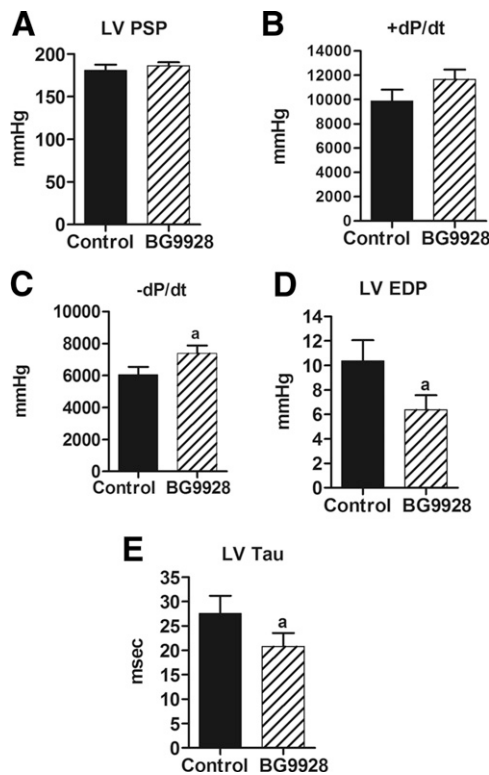 A LV PSP
mmHg
200
150
100
50
0
Control BG9928
B +dP/dt
mmHg
14000
12000
10000
8000
6000
4000
2000
0
Control BG9928
C -dP/dt
mmHg
10000
8000
6000
4000
2000
0
a
Control BG9928
D LV EDP
mmHg
14
12
10
8
6
4
2
0
a
Control BG9928
E LV Tau
msec
35
30
25
20
15
10
5
0
a
Control BG9928